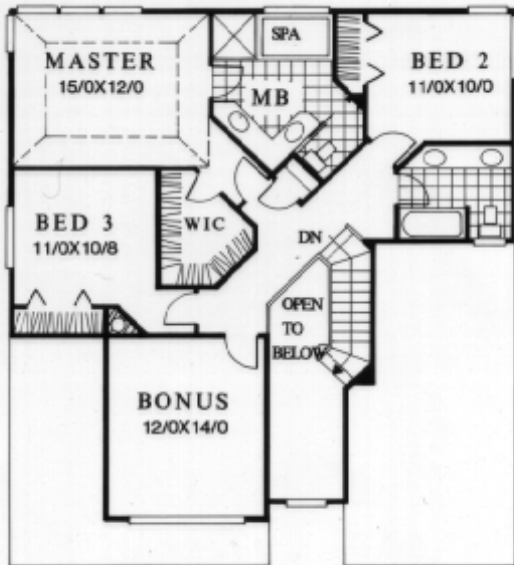 SPA
MASTER
15/0X12/0
MB
BED 2
11/0X10/0
BED 3
11/0X10/8
WIC
DN
OPEN
TO
BELOW
BONUS
12/0X14/0